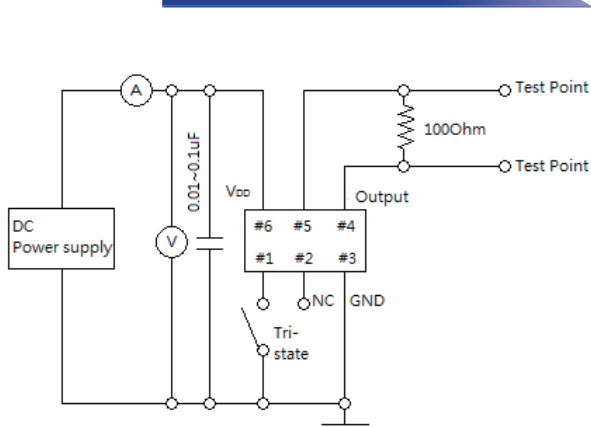 A
Test Point
100Ohm
0.01~0.1uF
Test Point
VDD
Output
DC
Power supply
V
#6 #5 #4
#1 #2 #3
NC GND
Tri-
state